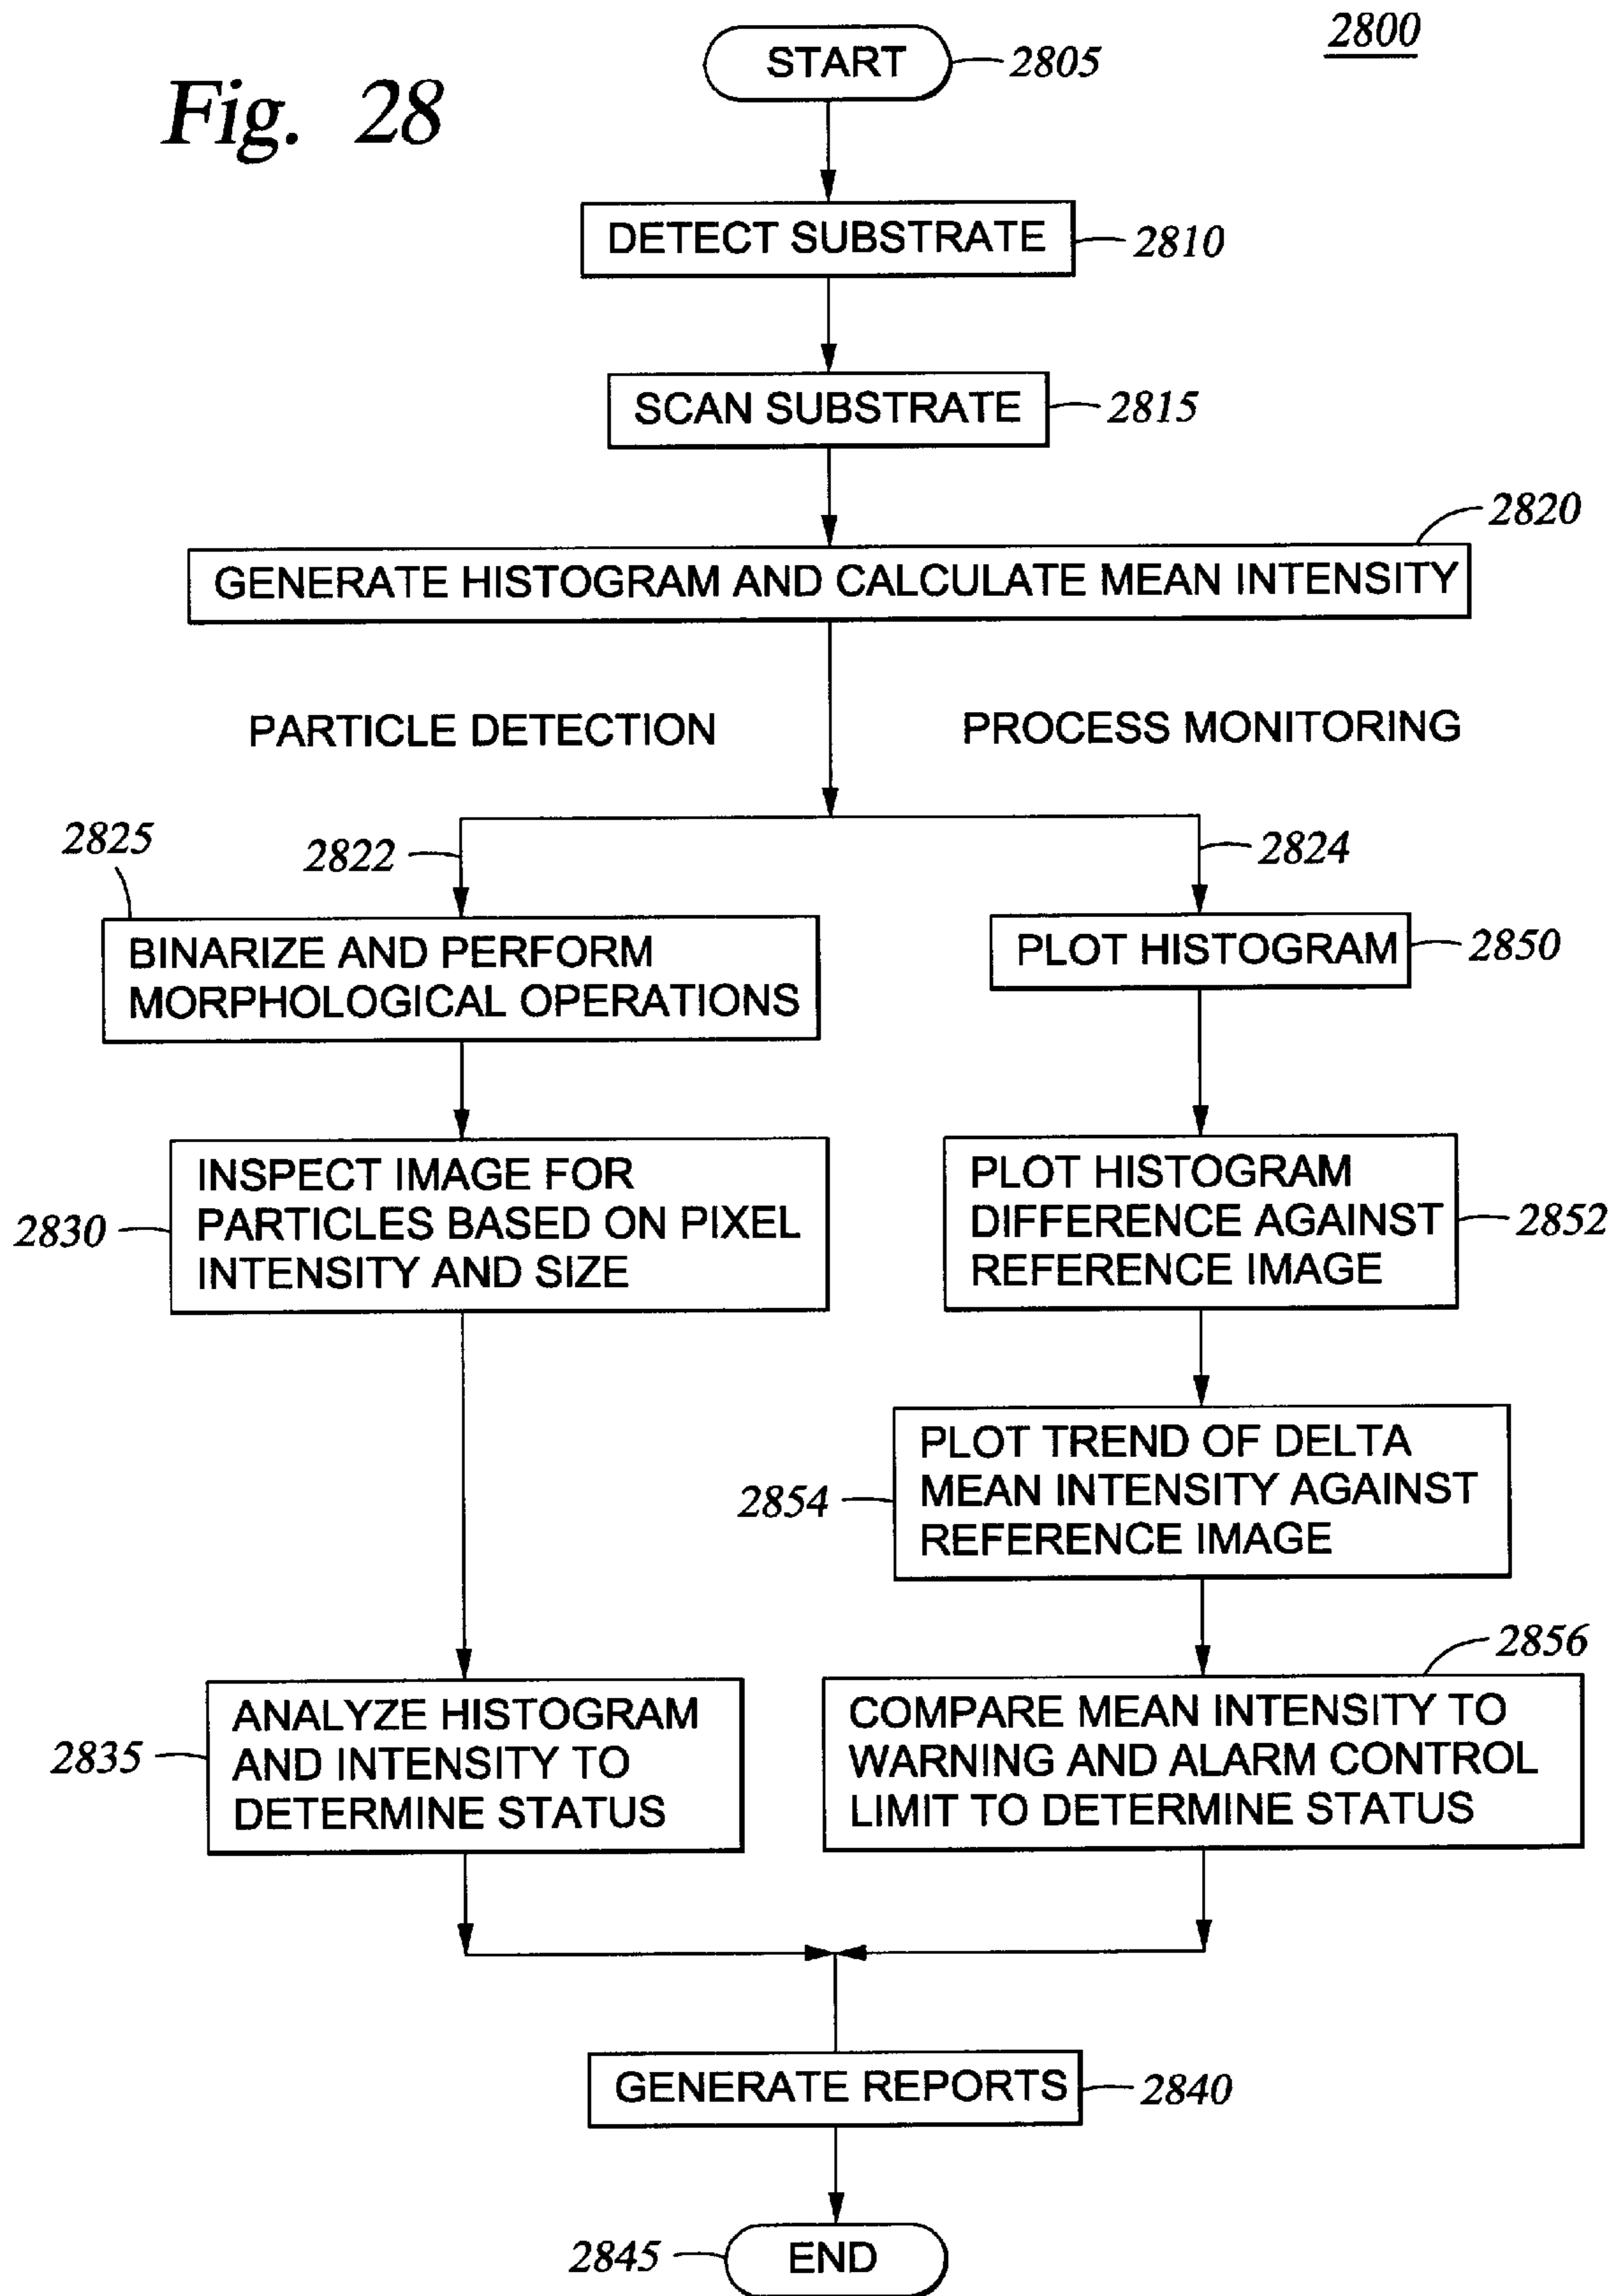 Fig. 28
2800
START
2805
DETECT SUBSTRATE
2810
SCAN SUBSTRATE
2815
2820
GENERATE HISTOGRAM AND CALCULATE MEAN INTENSITY
PARTICLE DETECTION
PROCESS MONITORING
2825
2822
2824
BINARIZE AND PERFORM
MORPHOLOGICAL OPERATIONS
PLOT HISTOGRAM
2850
2830
INSPECT IMAGE FOR
PARTICLES BASED ON PIXEL
INTENSITY AND SIZE
PLOT HISTOGRAM
DIFFERENCE AGAINST
REFERENCE IMAGE
2852
2854
PLOT TREND OF DELTA
MEAN INTENSITY AGAINST
REFERENCE IMAGE
2856
2835
ANALYZE HISTOGRAM
AND INTENSITY TO
DETERMINE STATUS
COMPARE MEAN INTENSITY TO
WARNING AND ALARM CONTROL
LIMIT TO DETERMINE STATUS
GENERATE REPORTS
2840
2845
END